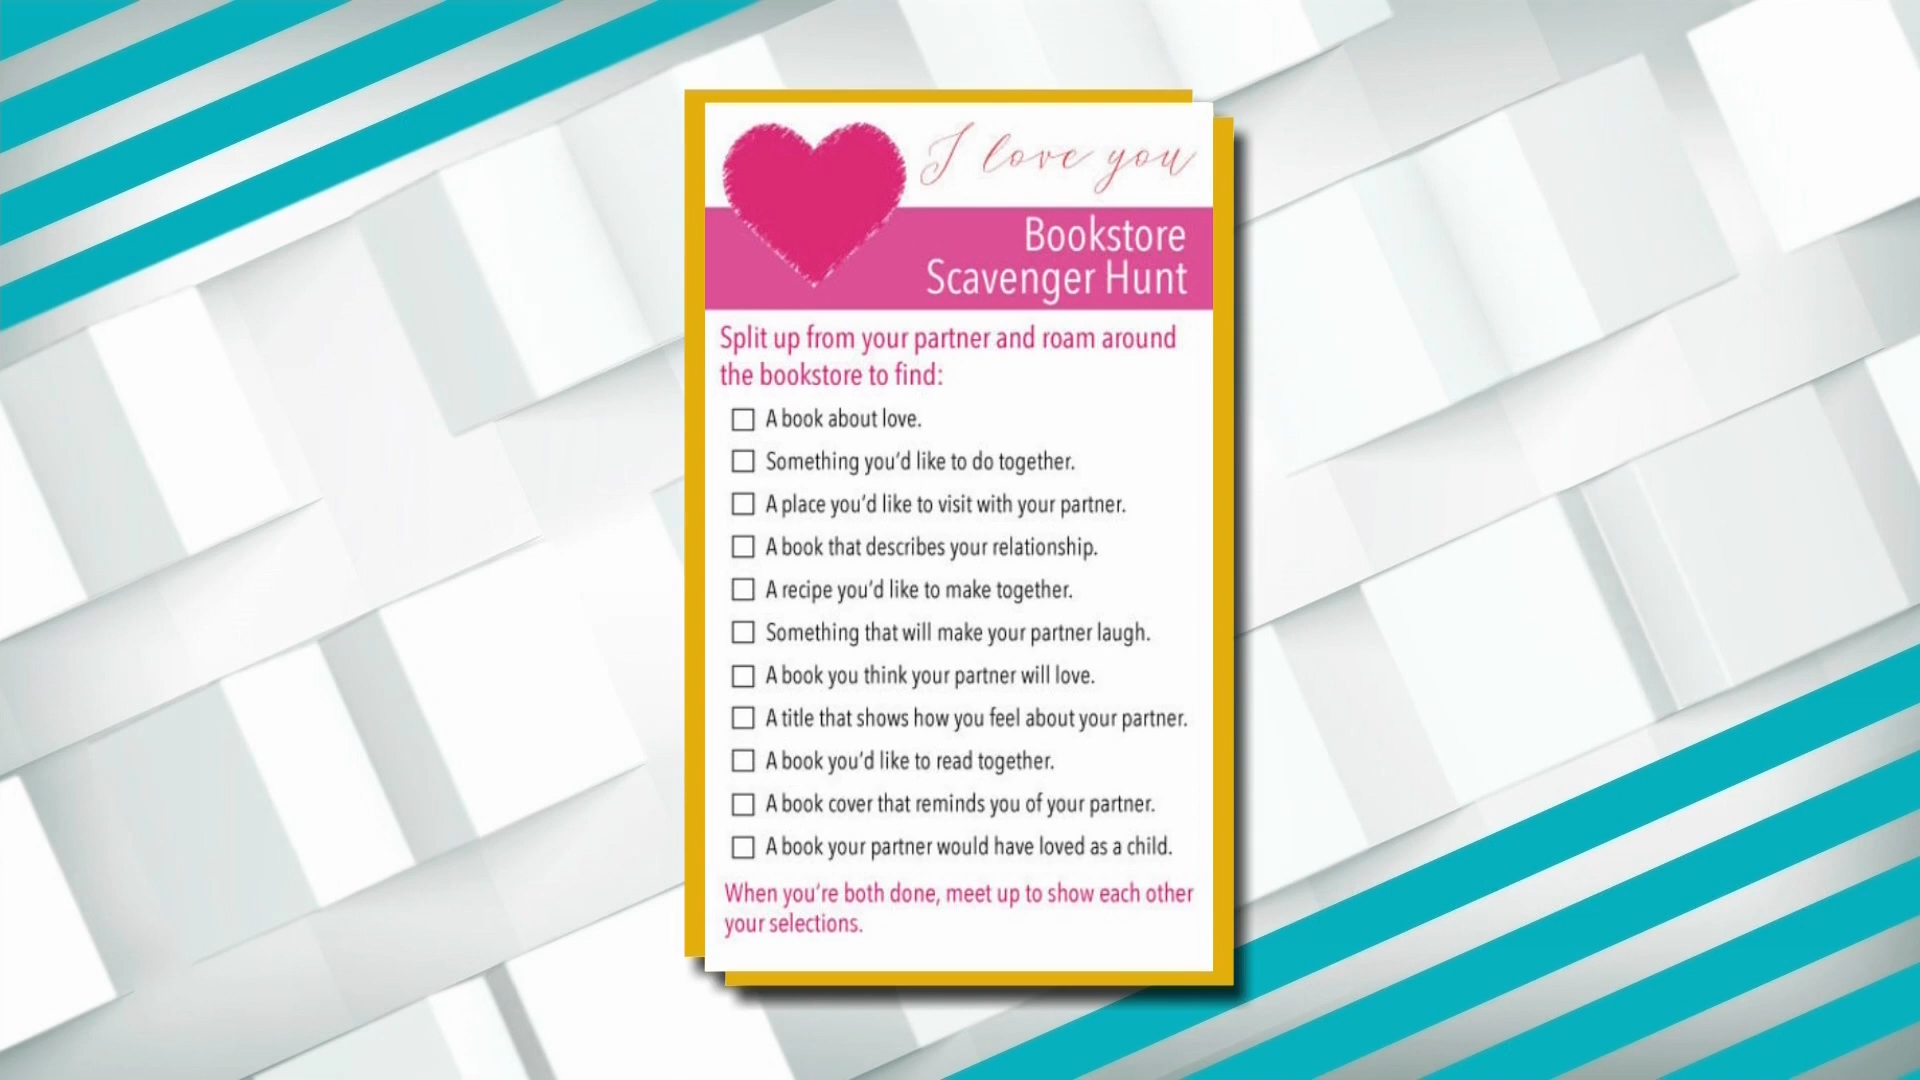 I love you
Bookstore
Scavenger Hunt
Split up from your partner and roam around
the bookstore to find:
A book about love.
Something you'd like to do together.
A place you'd like to visit with your partner.
A book that describes your relationship.
A recipe you'd like to make together.
Something that will make your partner laugh.
A book you think your partner will love.
A title that shows how you feel about your partner.
A book you'd like to read together.
A book cover that reminds you of your partner.
A book your partner would have loved as a child.
When you're both done, meet up to show each other
your selections.